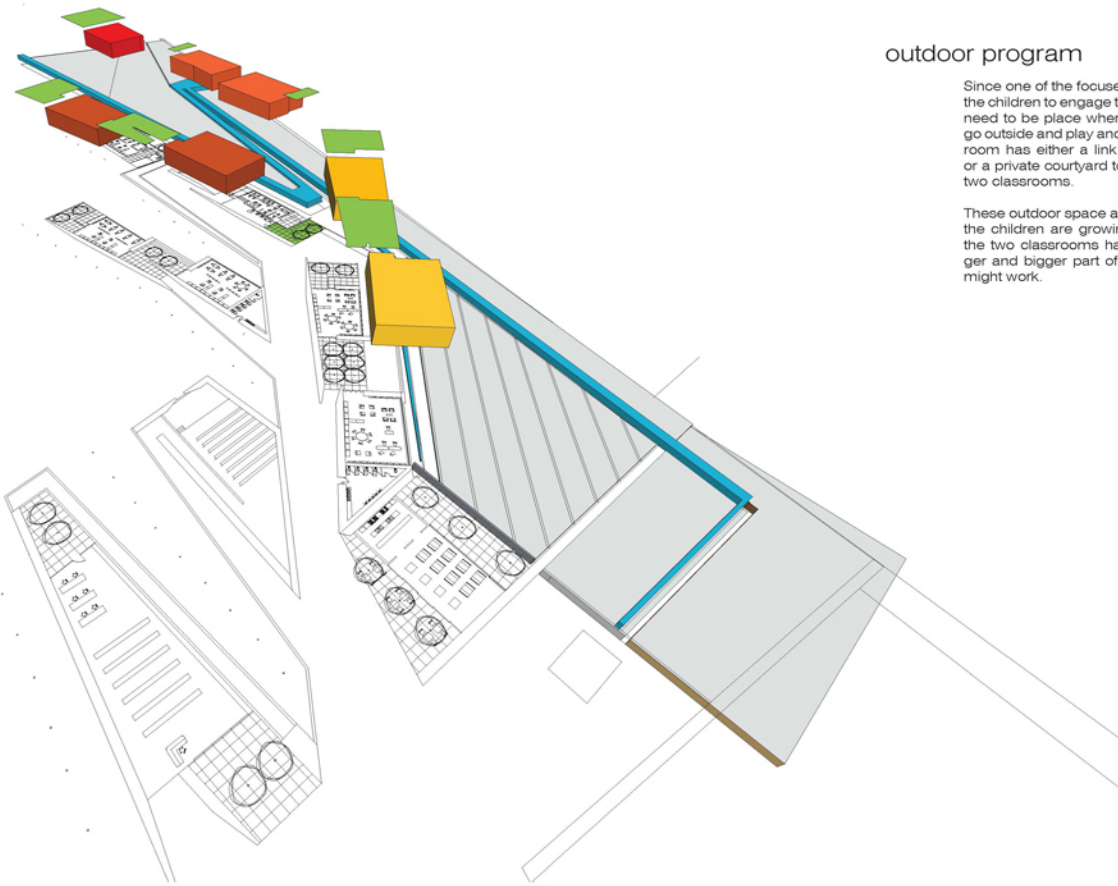 outdoor program
Since one of the focuse
the children to engage t
need to be place wher
go outside and play and
room has either a link
or a private courtyard to
two classrooms.
These outdoor space a
the children are growin
the two classrooms ha
ger and bigger part of
might work.